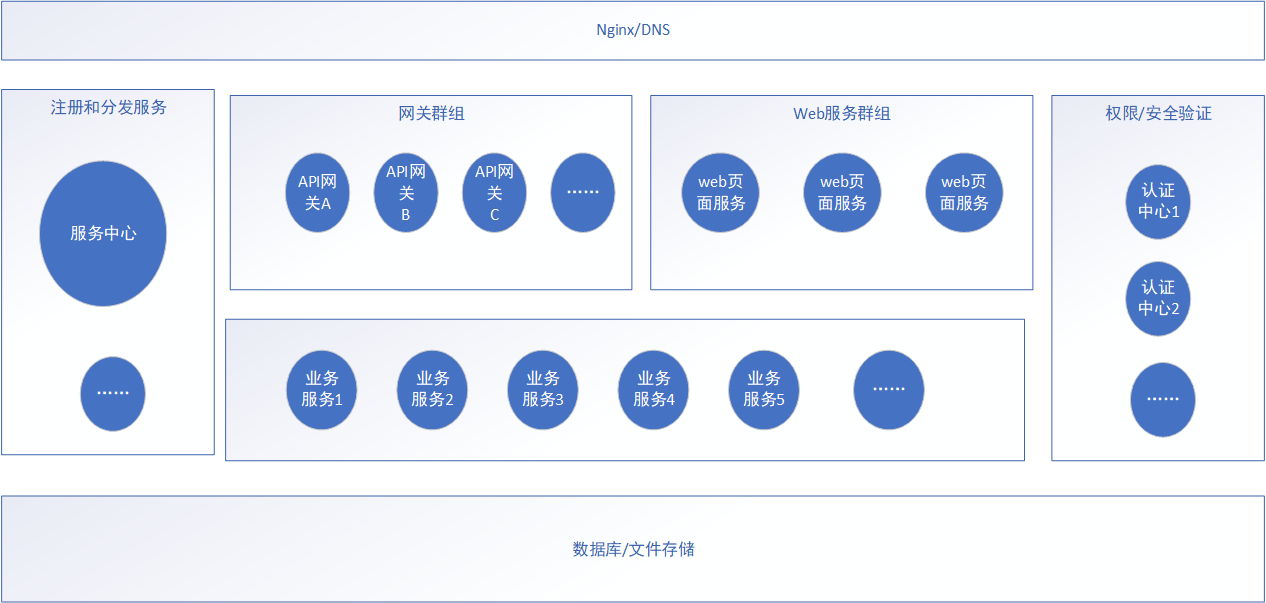 Nginx/DNS
注册和分发服务
服务中心
······
网关群组
API网
关A
API网
关
B
API网
关
C
······
Web服务群组
web页
面服务
web页
面服务
web页
面服务
权限/安全验证
认证
中心1
认证
中心2
······
业务
服务1
业务
服务2
业务
服务3
业务
服务4
业务
服务5
······
数据库/文件存储